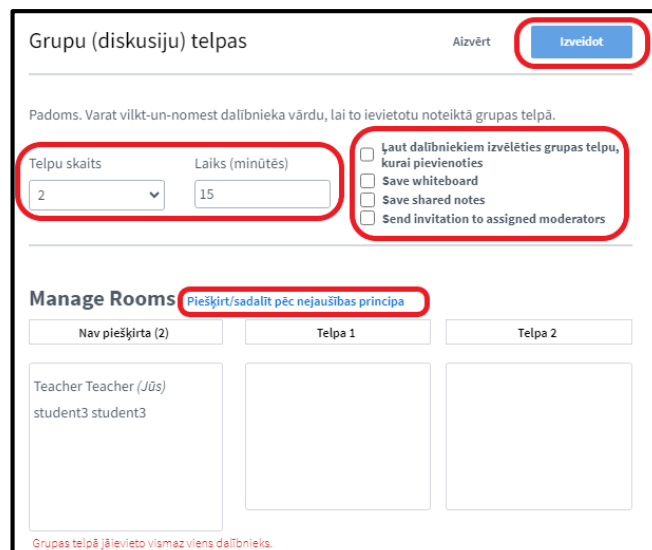 Grupu (diskusiju) telpas
Aizvērt
Izveidot
Padoms. Varat vilkt-un-nomest dalībnieka vārdu, lai to ievietotu noteiktā grupas telpā.
Telpu skaits
Laiks (minūtēs)
2
15
Ļaut dalībniekiem izvēlēties grupas telpu,
kurai pievienoties
Save whiteboard
Save shared notes
Send invitation to assigned moderators
Manage Rooms
Piešķirt/sadalīt pēc nejaušības principa
Nav piešķirta (2)
Telpa 1
Telpa 2
Teacher Teacher (Jūs)
student3 student3
Grupas telpā jāievieto vismaz viens dalībnieks.